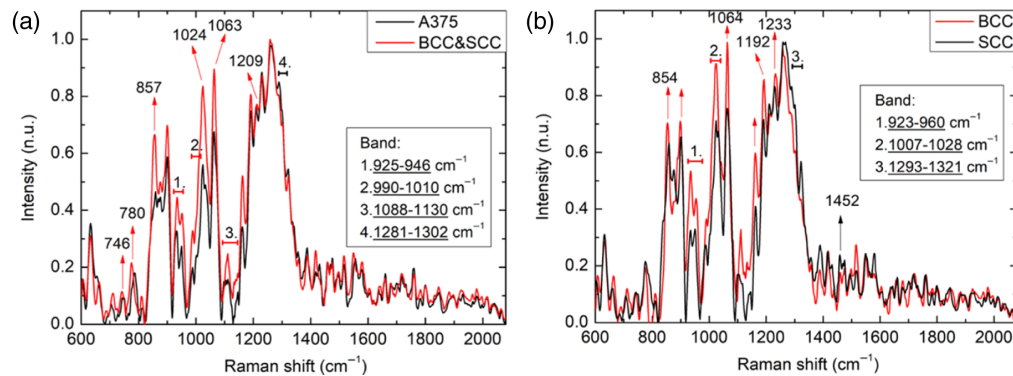 (a)
A375
BCC&SCC
1063
1024
1209
857
4.
2.
1.
3.
780
746
Band:
1.925-946 cm−1
2.990-1010 cm−1
3.1088-1130 cm−1
4.1281-1302 cm−1
1.0
0.8
0.6
0.4
0.2
0.0
Intensity (n.u.)
600 800 1000 1200 1400 1600 1800 2000
Raman shift (cm−1)
(b)
BCC
SCC
1064
1233
1192
2.
3.
854
1.
1452
Band:
1.923-960 cm−1
2.1007-1028 cm−1
3.1293-1321 cm−1
1.0
0.8
0.6
0.4
0.2
0.0
Intensity (n.u.)
600 800 1000 1200 1400 1600 1800 2000
Raman shift (cm−1)